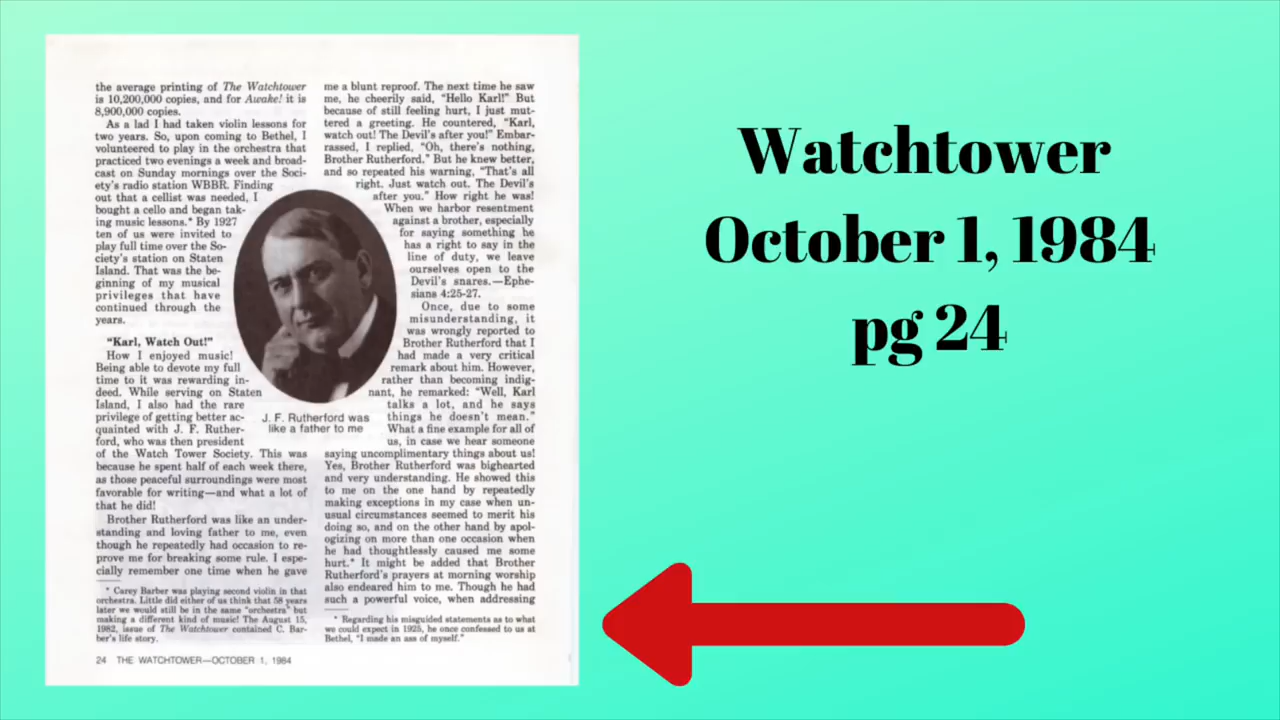 the average printing of The Watchtower
is 10,200,000 copies, and for Awake! it is
8,900,000 copies.
As a lad I had taken violin lessons for
two years. So, upon coming to Bethel, I
volunteered to play in the orchestra that
practiced two evenings a week and broad-
cast on Sunday mornings over the Soci-
ety's radio station WBBR. Finding
out that a cellist was needed, I
bought a cello and began tak-
ing music lessons.* By 1927
ten of us were invited to
play full time over the So-
ciety's station on Staten
Island. That was the be-
ginning of my musical
privileges that have
continued through the
years.
"Karl, Watch Out!"
How I enjoyed music!
Being able to devote my full
time to it was rewarding in-
deed. While serving on Staten
Island, I also had the rare
privilege of getting better ac-
quainted with J. F. Ruther-
ford, who was then president
of the Watch Tower Society. This was
because he spent half of each week there,
as those peaceful surroundings were most
favorable for writing—and what a lot of
that he did!
Brother Rutherford was like an under-
standing and loving father to me, even
though he repeatedly had occasion to re-
prove me for breaking some rule. I espe-
cially remember one time when he gave
* Carey Barber was playing second violin in that
orchestra. Little did either of us think that 58 years
later we would still be in the same "orchestra" but
making a different kind of music! The August 15,
1982, issue of The Watchtower contained C. Bar-
ber's life story.
24 THE WATCHTOWER—OCTOBER 1, 1984
J. F. Rutherford was
like a father to me
me a blunt reproof. The next time he saw
me, he cheerily said, "Hello Karl!" But
because of still feeling hurt, I just mut-
tered a greeting. He countered, "Karl,
watch out! The Devil's after you!" Embar-
rassed, I replied, "Oh, there's nothing,
Brother Rutherford." But he knew better,
and so repeated his warning, "That's all
right. Just watch out. The Devil's
after you." How right he was!
When we harbor resentment
against a brother, especially
for saying something he
has a right to say in the
line of duty, we leave
ourselves open to the
Devil's snares.—Ephe-
sians 4:25-27.
Once, due to some
misunderstanding, it
was wrongly reported to
Brother Rutherford that I
had made a very critical
remark about him. However,
rather than becoming indig-
nant, he remarked: "Well, Karl
talks a lot, and he says
things he doesn't mean."
What a fine example for all of
us, in case we hear someone
saying uncomplimentary things about us!
Yes, Brother Rutherford was bighearted
and very understanding. He showed this
to me on the one hand by repeatedly
making exceptions in my case when un-
usual circumstances seemed to merit his
doing so, and on the other hand by apol-
ogizing on more than one occasion when
he had thoughtlessly caused me some
hurt.* It might be added that Brother
Rutherford's prayers at morning worship
also endeared him to me. Though he had
such a powerful voice, when addressing
* Regarding his misguided statements as to what
we could expect in 1925, he once confessed to us at
Bethel, "I made an ass of myself."
Watchtower
October 1, 1984
pg 24